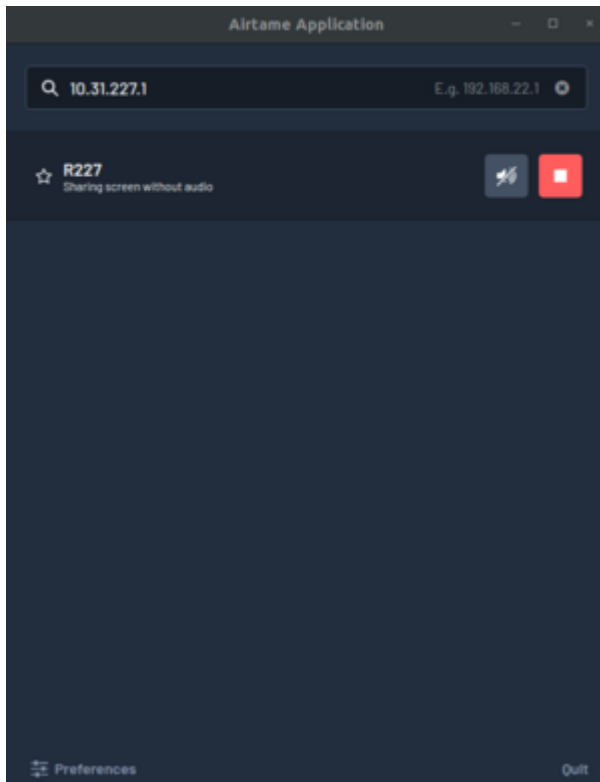 Airtame Application
10.31.227.1 E.g. 192.168.22.1
R227
Sharing screen without audio
Preferences Quit